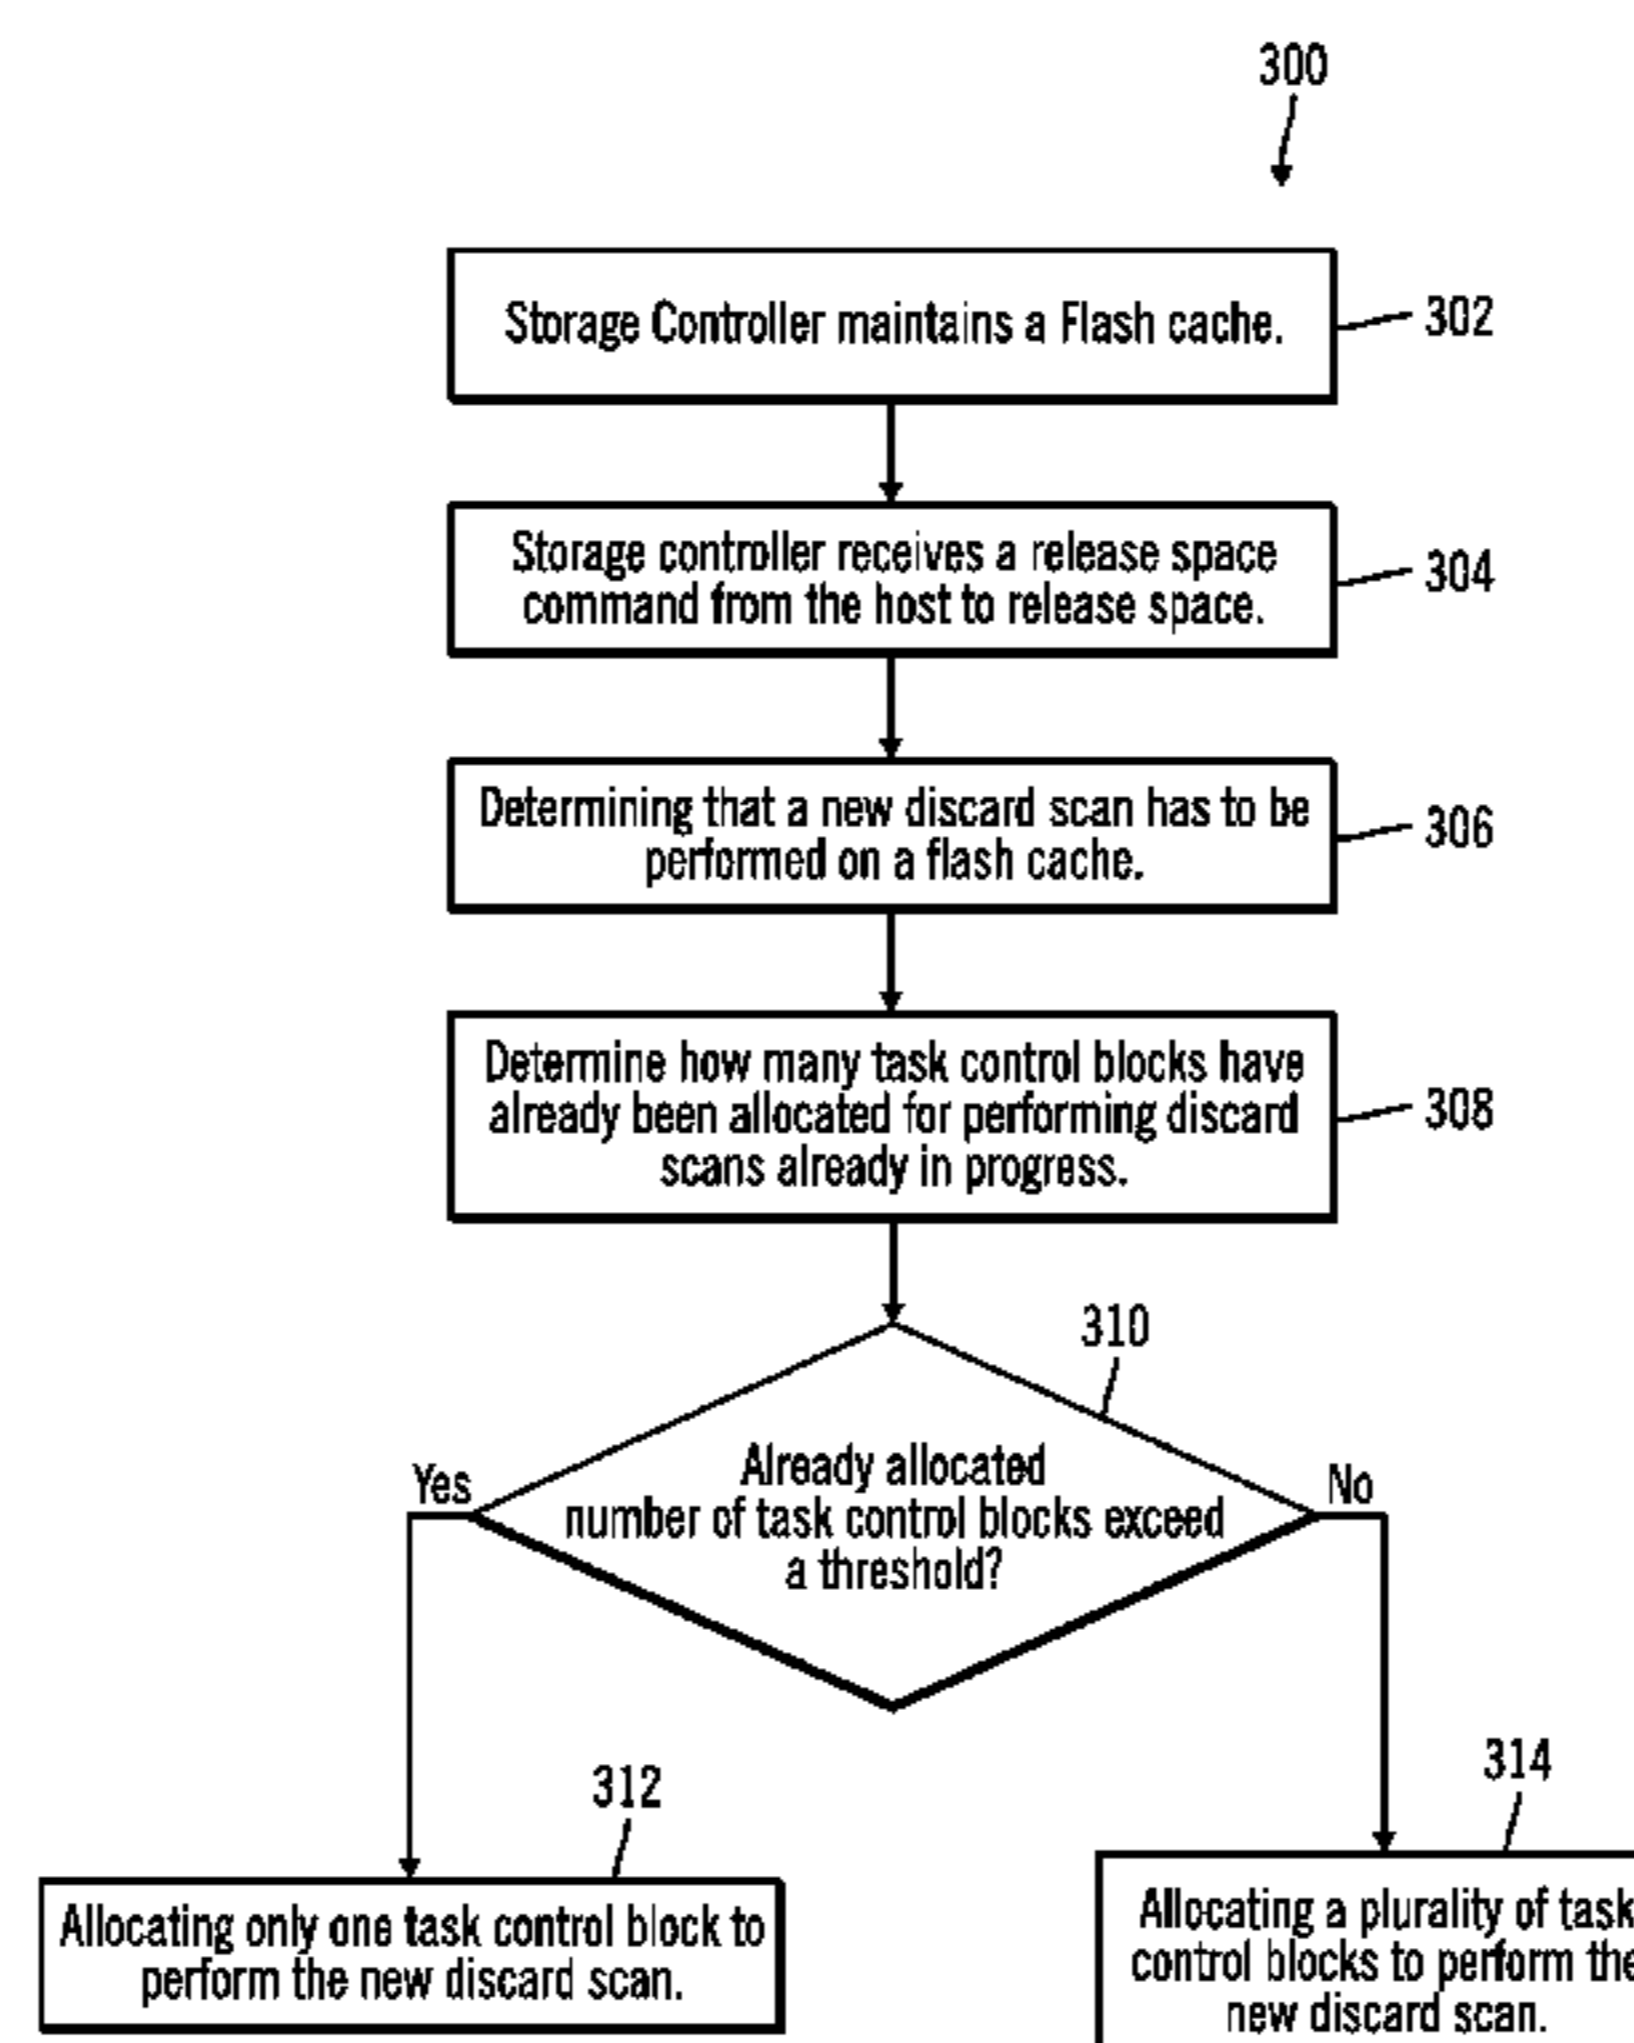 300
Storage Controller maintains a Flash cache.
302
Storage controller receives a release space
command from the host to release space.
304
Determining that a new discard scan has to be
performed on a flash cache.
306
Determine how many task control blocks have
already been allocated for performing discard
scans already in progress.
308
310
Already allocated
number of task control blocks exceed
a threshold?
Yes
No
312
Allocating only one task control block to
perform the new discard scan.
314
Allocating a plurality of task
control blocks to perform the
new discard scan.